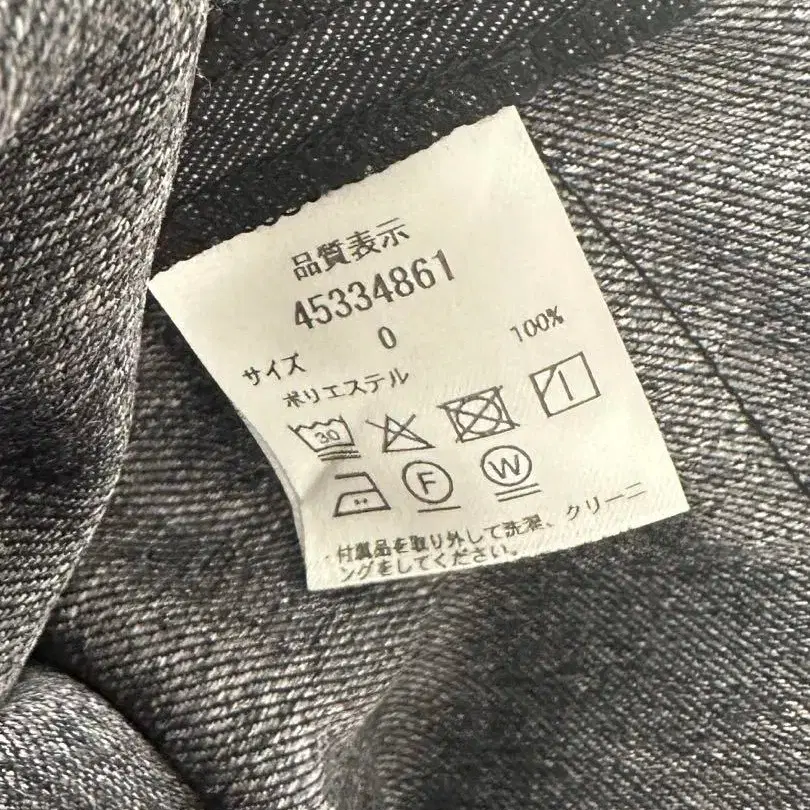 品質表示
45334861
サイズ 0
ポリエステル 100%
30
F W
付属品を取り外して洗濯、クリーニ
ングをしてください。